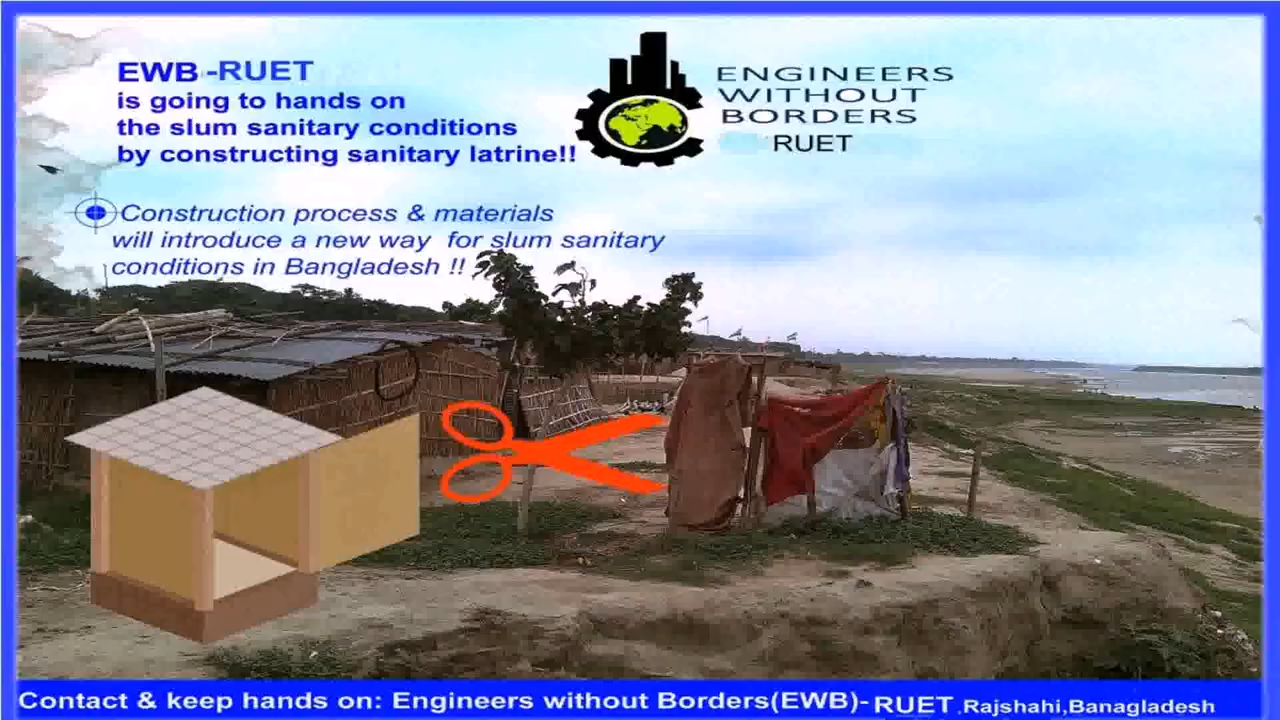 EWB-RUET
is going to hands on
the slum sanitary conditions
by constructing sanitary latrine!!
ENGINEERS
WITHOUT
BORDERS
RUET
Construction process & materials
will introduce a new way for slum sanitary
conditions in Bangladesh !!
Contact & keep hands on: Engineers without Borders(EWB)-RUET,Rajshahi,Banagladesh